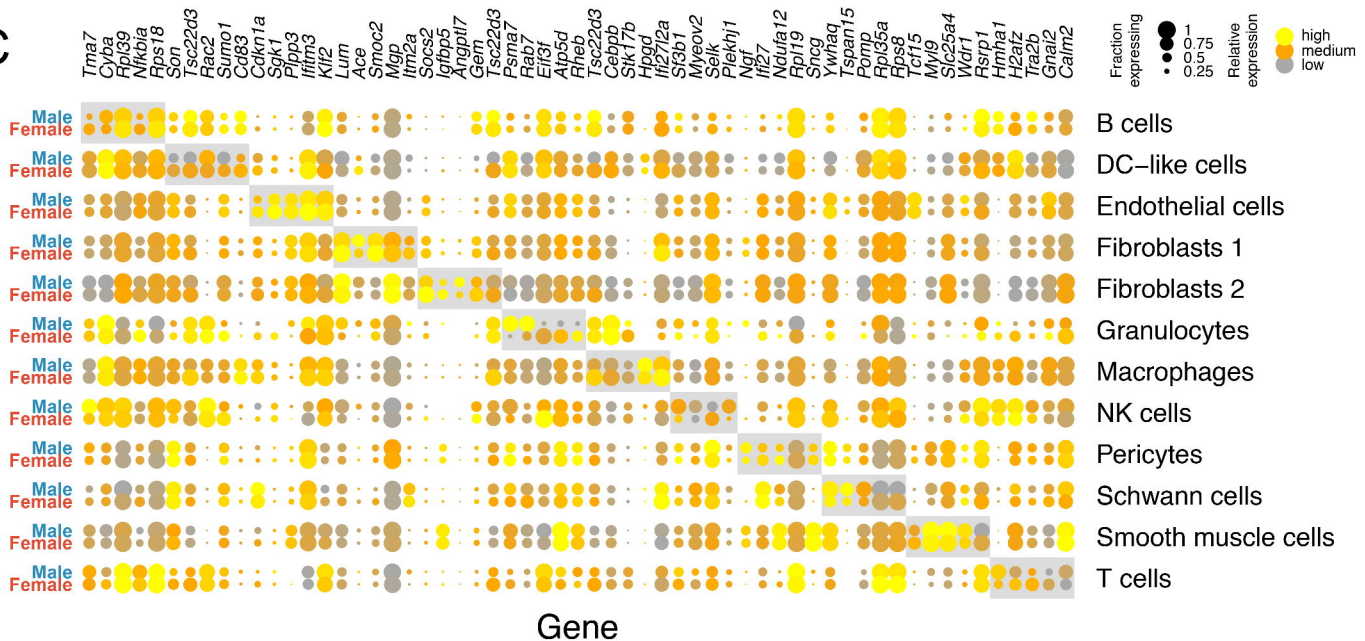 C
Tma7
Cyba
Rpl39
Nfkbia
Rps18
Son
Tsc22d3
Rac2
Sumo1
Cd83
Cdkn1a
Sgk1
Plpp3
Ifitm3
Klf2
Lum
Ace
Smoc2
Mgp
Itm2a
Socs2
Igfbp5
Angptl7
Gem
Tsc22d3
Psma7
Rab7
Eif3f
Atp5d
Rheb
Tsc22d3
Cebpb
Stk17b
Hpgd
Ifi27l2a
Sf3b1
Myeov2
Selk
Plekhj1
Ngf
Ifi27
Ndufa12
Rpl19
Sncg
Ywhaq
Tspan15
Pomp
Rpl35a
Rps8
Tcf15
Myl9
Slc25a4
Wdr1
Rsrp1
Hmha1
H2afz
Tra2b
Gnai2
Calm2
Fraction
expressing
1
0.75
0.5
0.25
Relative
expression
high
medium
low
Male
Female
B cells
Male
Female
DC−like cells
Male
Female
Endothelial cells
Male
Female
Fibroblasts 1
Male
Female
Fibroblasts 2
Male
Female
Granulocytes
Male
Female
Macrophages
Male
Female
NK cells
Male
Female
Pericytes
Male
Female
Schwann cells
Male
Female
Smooth muscle cells
Male
Female
T cells
Gene